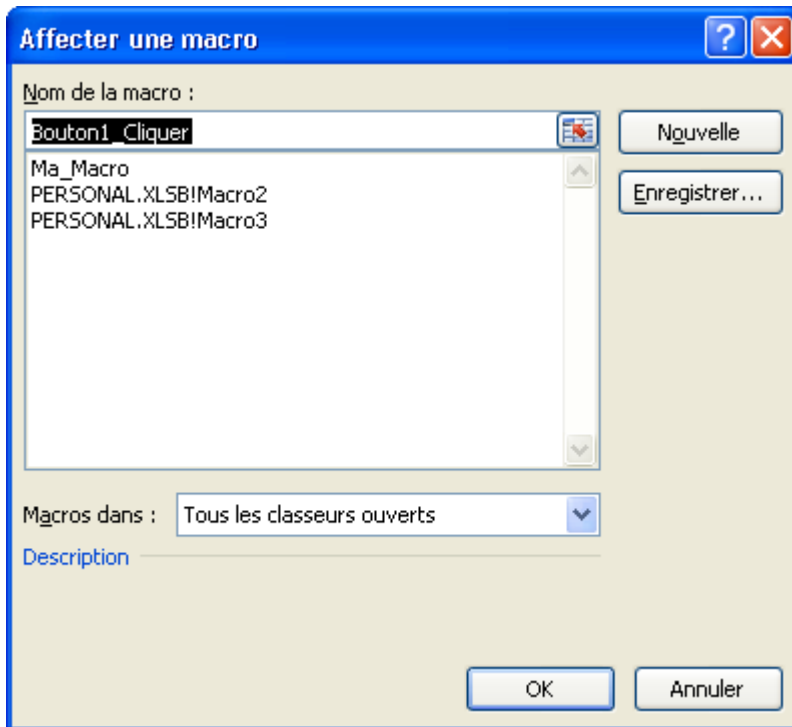 Affecter une macro
Nom de la macro :
Bouton1_Cliquer
Nouvelle
Ma_Macro
PERSONAL.XLSB!Macro2
PERSONAL.XLSB!Macro3
Enregistrer...
Macros dans : Tous les classeurs ouverts
Description
OK Annuler